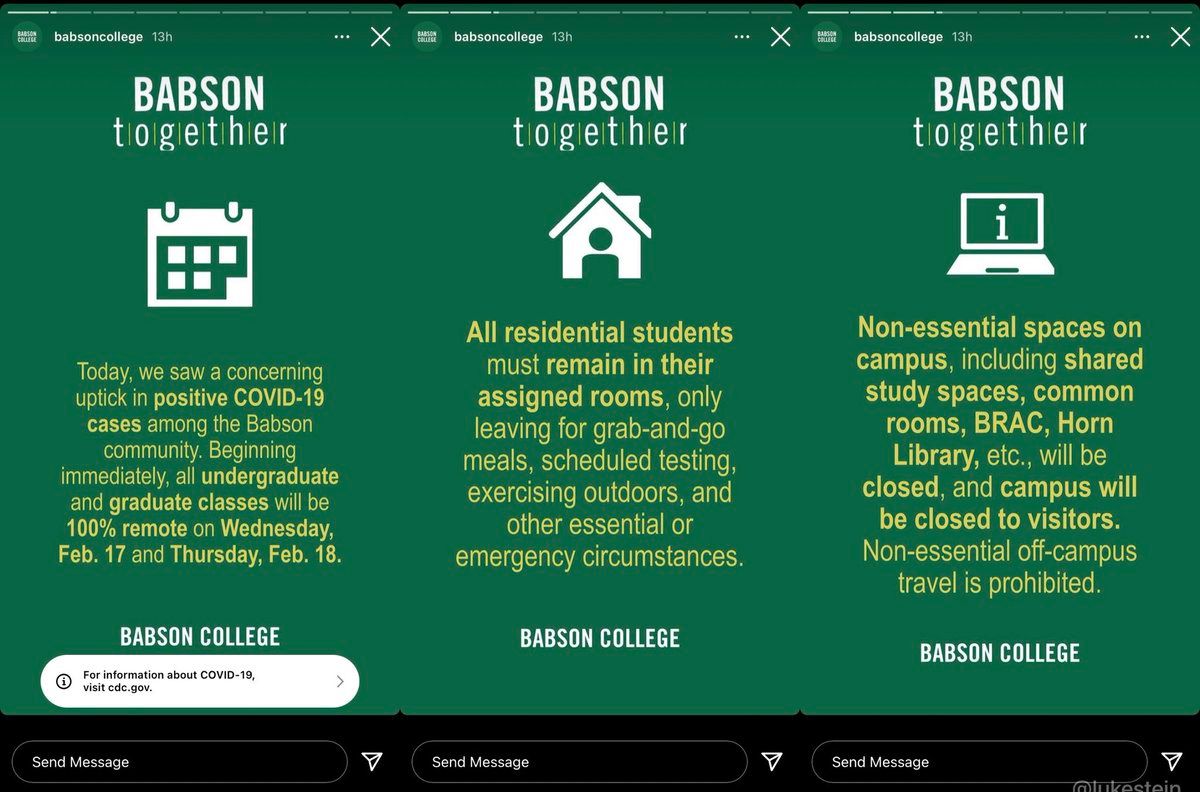 BABSON COLLEGE
babsoncollege 13h
BABSON
together
Today, we saw a concerning
uptick in positive COVID-19
cases among the Babson
community. Beginning
immediately, all undergraduate
and graduate classes will be
100% remote on Wednesday,
Feb. 17 and Thursday, Feb. 18.
BABSON COLLEGE
For information about COVID-19,
visit cdc.gov.
Send Message
BABSON COLLEGE
babsoncollege 13h
BABSON
together
All residential students
must remain in their
assigned rooms, only
leaving for grab-and-go
meals, scheduled testing,
exercising outdoors, and
other essential or
emergency circumstances.
BABSON COLLEGE
Send Message
BABSON COLLEGE
babsoncollege 13h
BABSON
together
i
Non-essential spaces on
campus, including shared
study spaces, common
rooms, BRAC, Horn
Library, etc., will be
closed, and campus will
be closed to visitors.
Non-essential off-campus
travel is prohibited.
BABSON COLLEGE
Send Message
@lukestein